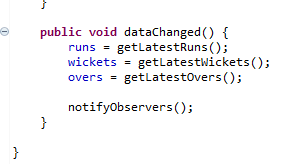 }
public void dataChanged() {
runs = getLatestRuns();
wickets = getLatestWickets();
overs = getLatestOvers();
notifyObservers();
}
}